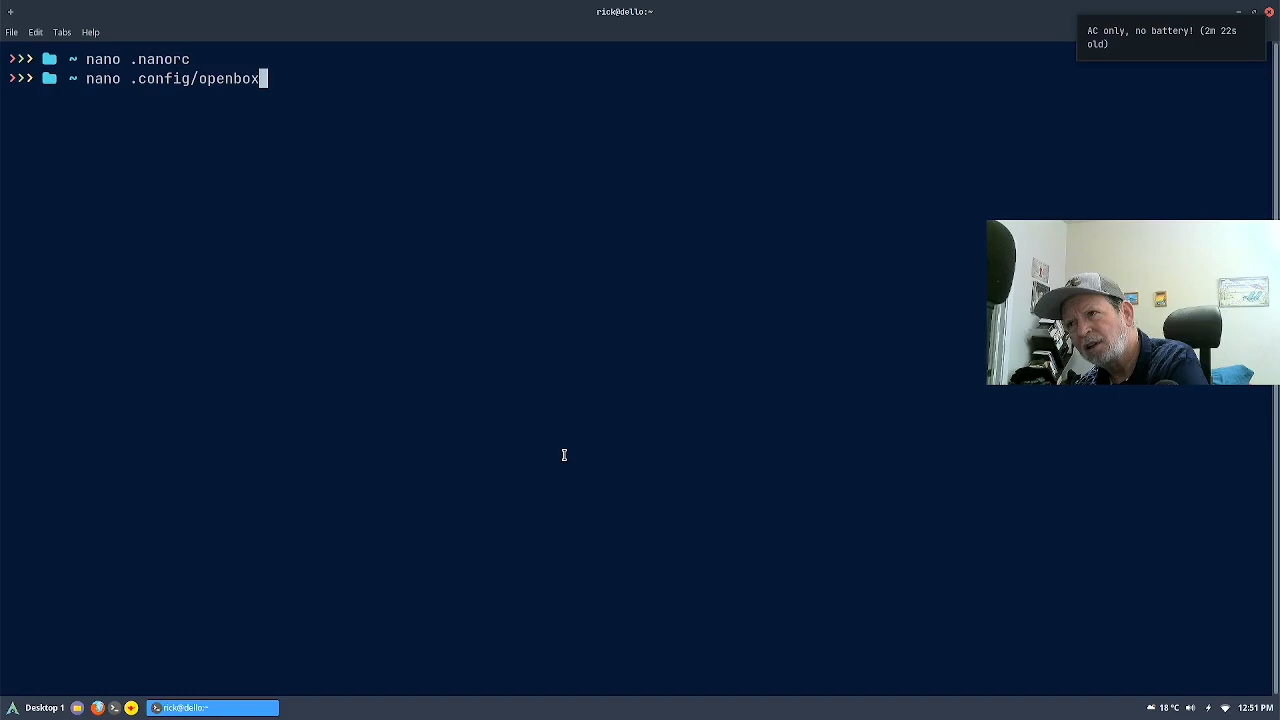 rick@dello:~
File Edit Tabs Help
AC only, no battery! (2m 22s
old)
>>> ~ nano .nanorc
>>> ~ nano .config/openbox
Desktop 1 rick@dello:~ 18 °C 12:51 PM